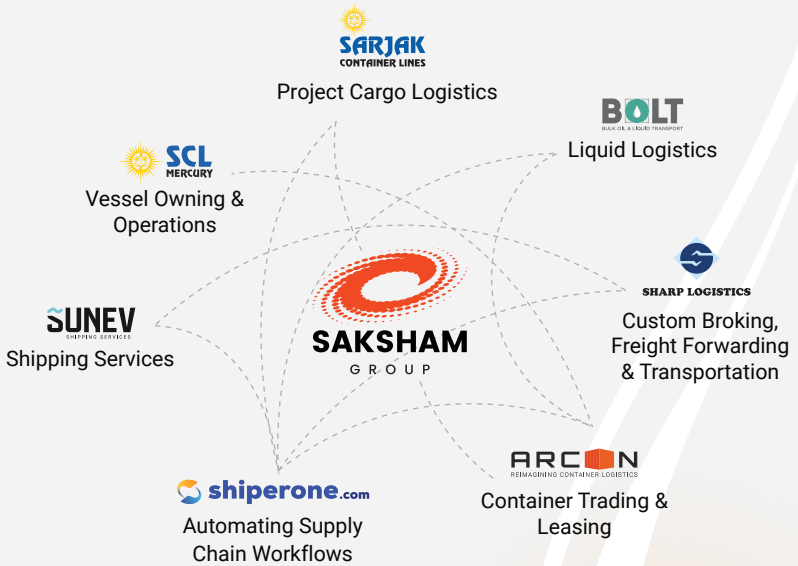 SARJAK
CONTAINER LINES
Project Cargo Logistics
BOLT
BULK OIL & LIQUID TRANSPORT
Liquid Logistics
SCL
MERCURY
Vessel Owning &
Operations
SHARP LOGISTICS
Custom Broking,
Freight Forwarding
& Transportation
SUNEV
SHIPPING SERVICES
Shipping Services
SAKSHAM
GROUP
shiperone.com
Automating Supply
Chain Workflows
ARCON
REIMAGINING CONTAINER LOGISTICS
Container Trading &
Leasing